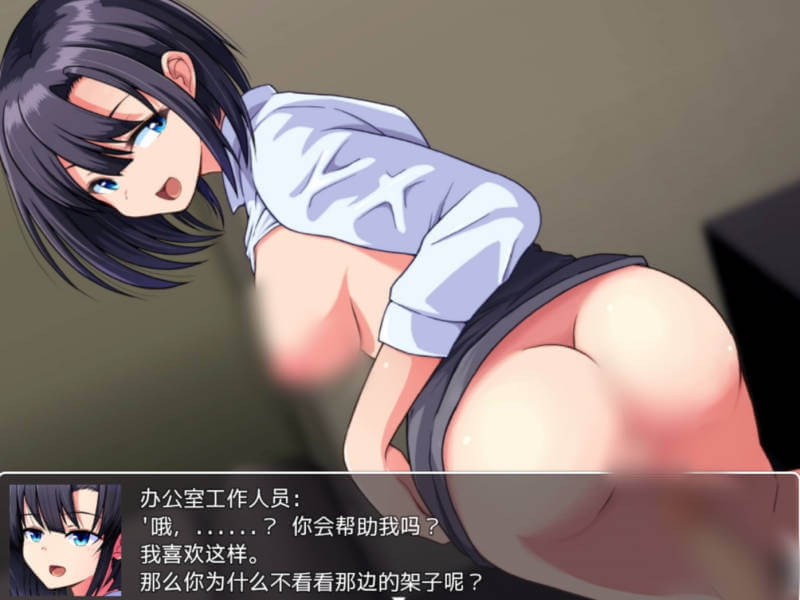 办公室工作人员:
'哦，......？ 你会帮助我吗？
我喜欢这样。
那么你为什么不看看那边的架子呢？